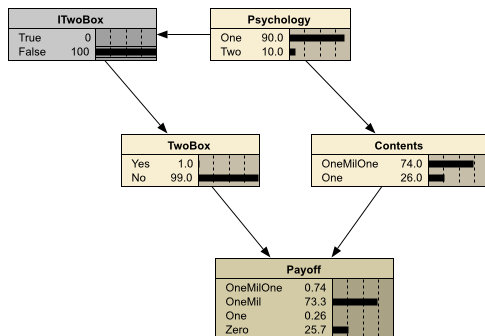 ITwoBox
True 0
False 100
Psychology
One 90.0
Two 10.0
TwoBox
Yes 1.0
No 99.0
Contents
OneMilOne 74.0
One 26.0
Payoff
OneMilOne 0.74
OneMil 73.3
One 0.26
Zero 25.7